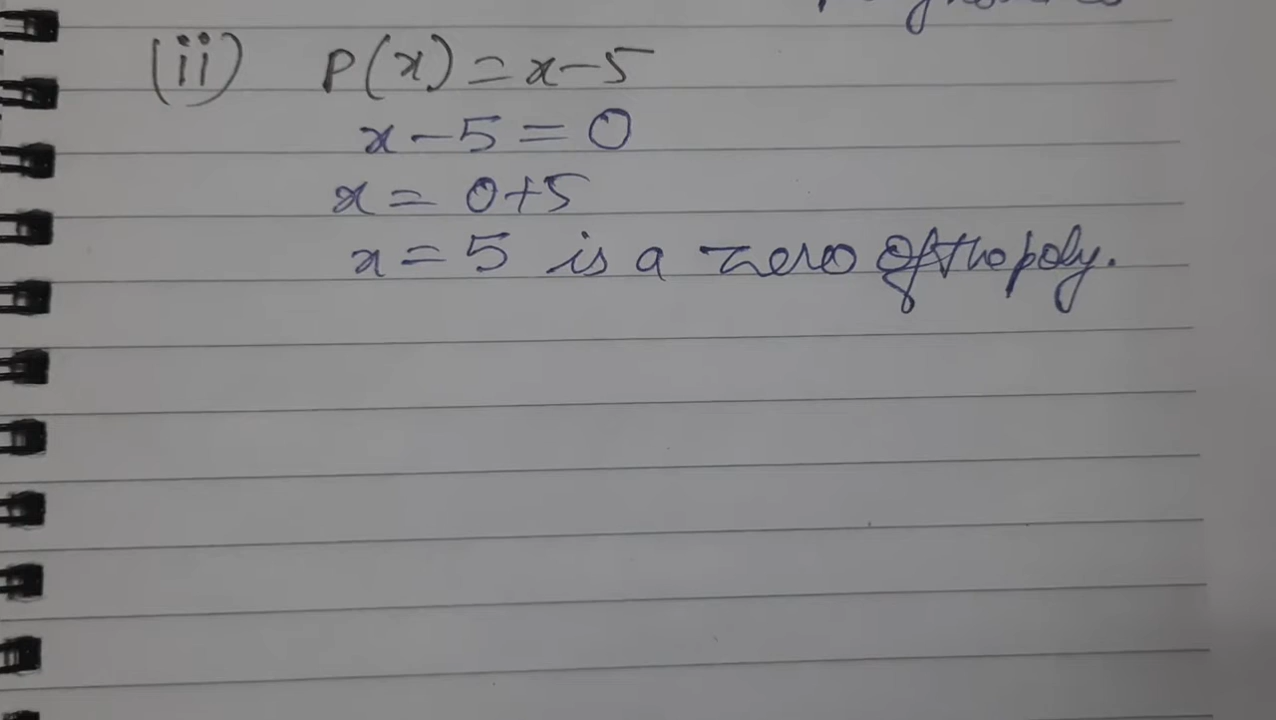 (ii) P(x) = x - 5
x - 5 = 0
x = 0 + 5
x = 5 is a zero of the poly.